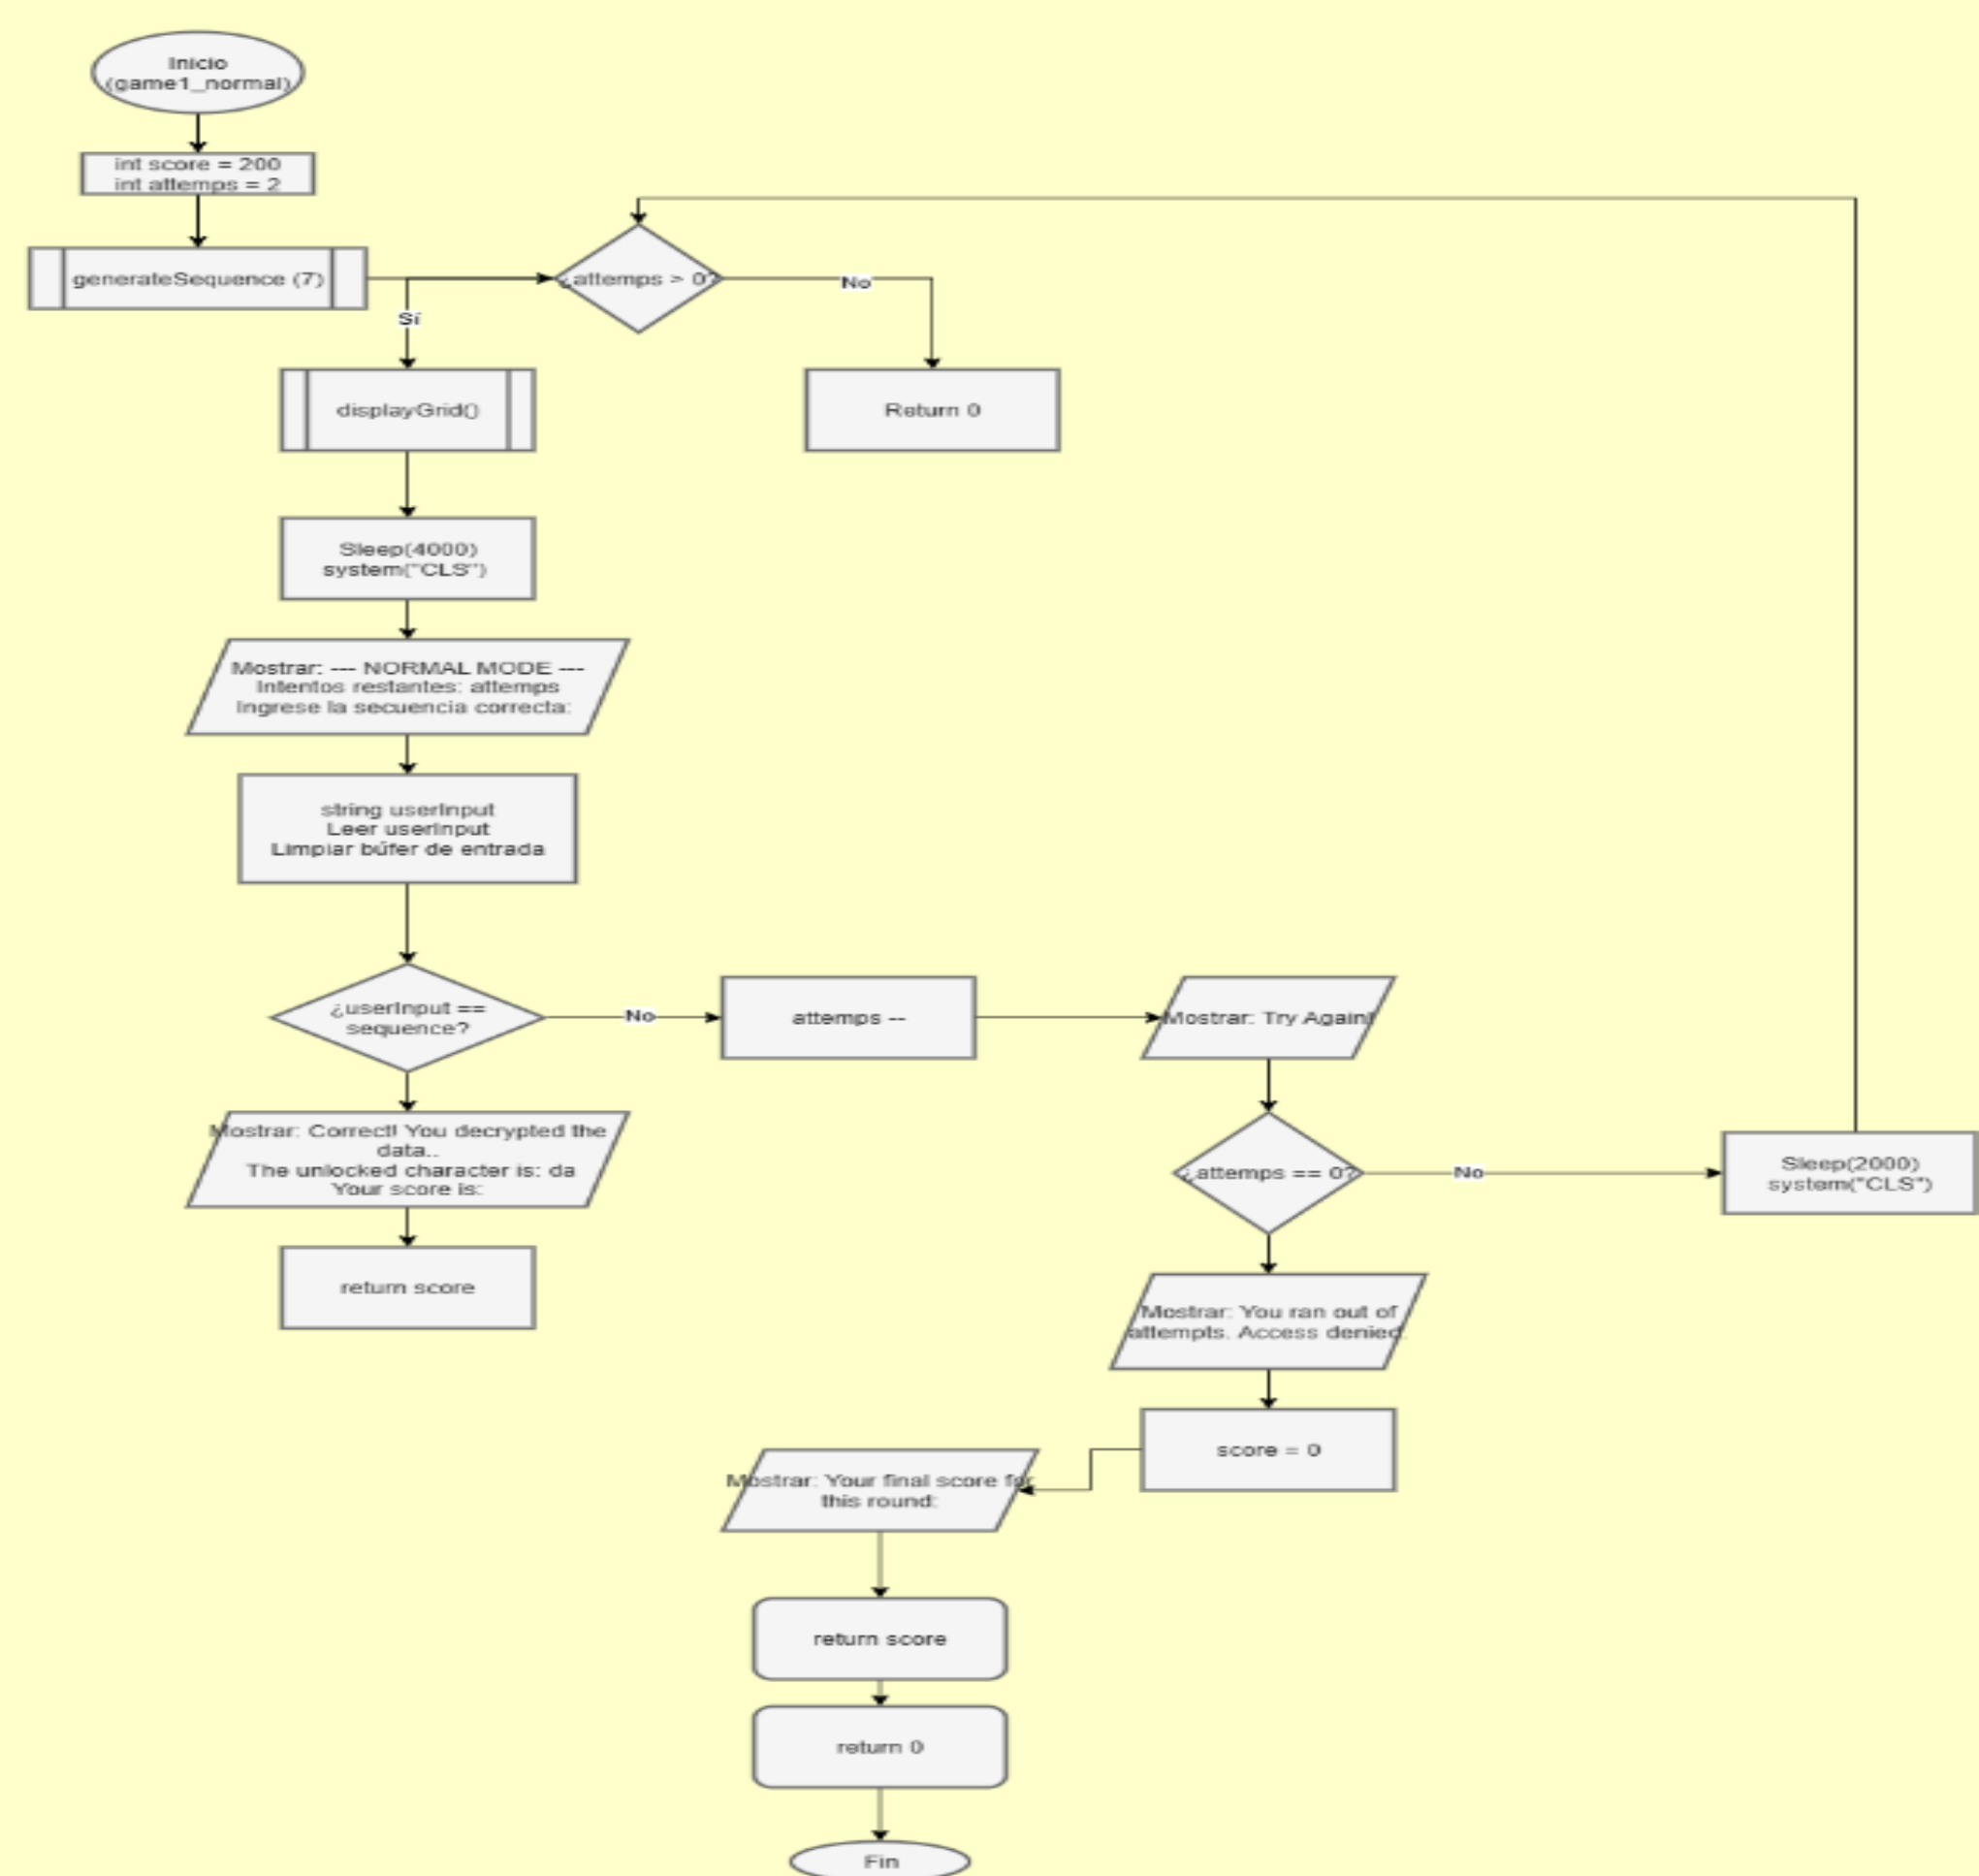 Inicio
(game1_normal)
int score = 200
int attemps = 2
generateSequence (7)
¿attemps > 0?
No
Sí
displayGrid()
Return 0
Sleep(4000)
system("CLS")
Mostrar: --- NORMAL MODE ---
Intentos restantes: attemps
Ingrese la secuencia correcta:
string userInput
Leer userInput
Limpiar búfer de entrada
¿userInput ==
sequence?
No
attemps --
Mostrar: Try Again!
Mostrar: Correct! You decrypted the
data..
The unlocked character is: da
Your score is:
¿attemps == 0?
No
Sleep(2000)
system("CLS")
return score
Mostrar: You ran out of
attempts. Access denied.
score = 0
Mostrar: Your final score for
this round:
return score
return 0
Fin